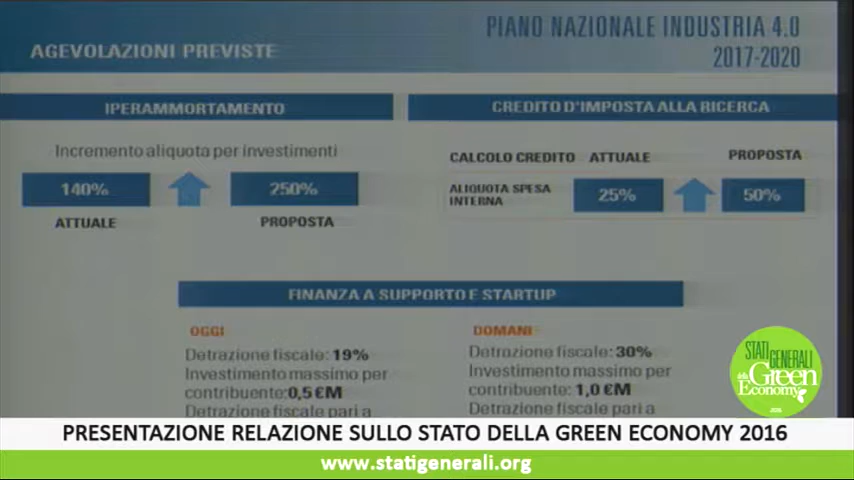 PIANO NAZIONALE INDUSTRIA 4.0
2017-2020
AGEVOLAZIONI PREVISTE
IPERAMMORTAMENTO
Incremento aliquota per investimenti
140%
250%
ATTUALE
PROPOSTA
CREDITO D'IMPOSTA ALLA RICERCA
CALCOLO CREDITO ATTUALE PROPOSTA
ALIQUOTA SPESA
INTERNA
25%
50%
FINANZA A SUPPORTO E STARTUP
OGGI
Detrazione fiscale: 19%
Investimento massimo per
contribuente:0,5 €M
Detrazione fiscale pari a
DOMANI
Detrazione fiscale: 30%
Investimento massimo per
contribuente: 1,0 €M
Detrazione fiscale pari a
STATI
GENERALI
della Green
Economy
PRESENTAZIONE RELAZIONE SULLO STATO DELLA GREEN ECONOMY 2016
www.statigenerali.org